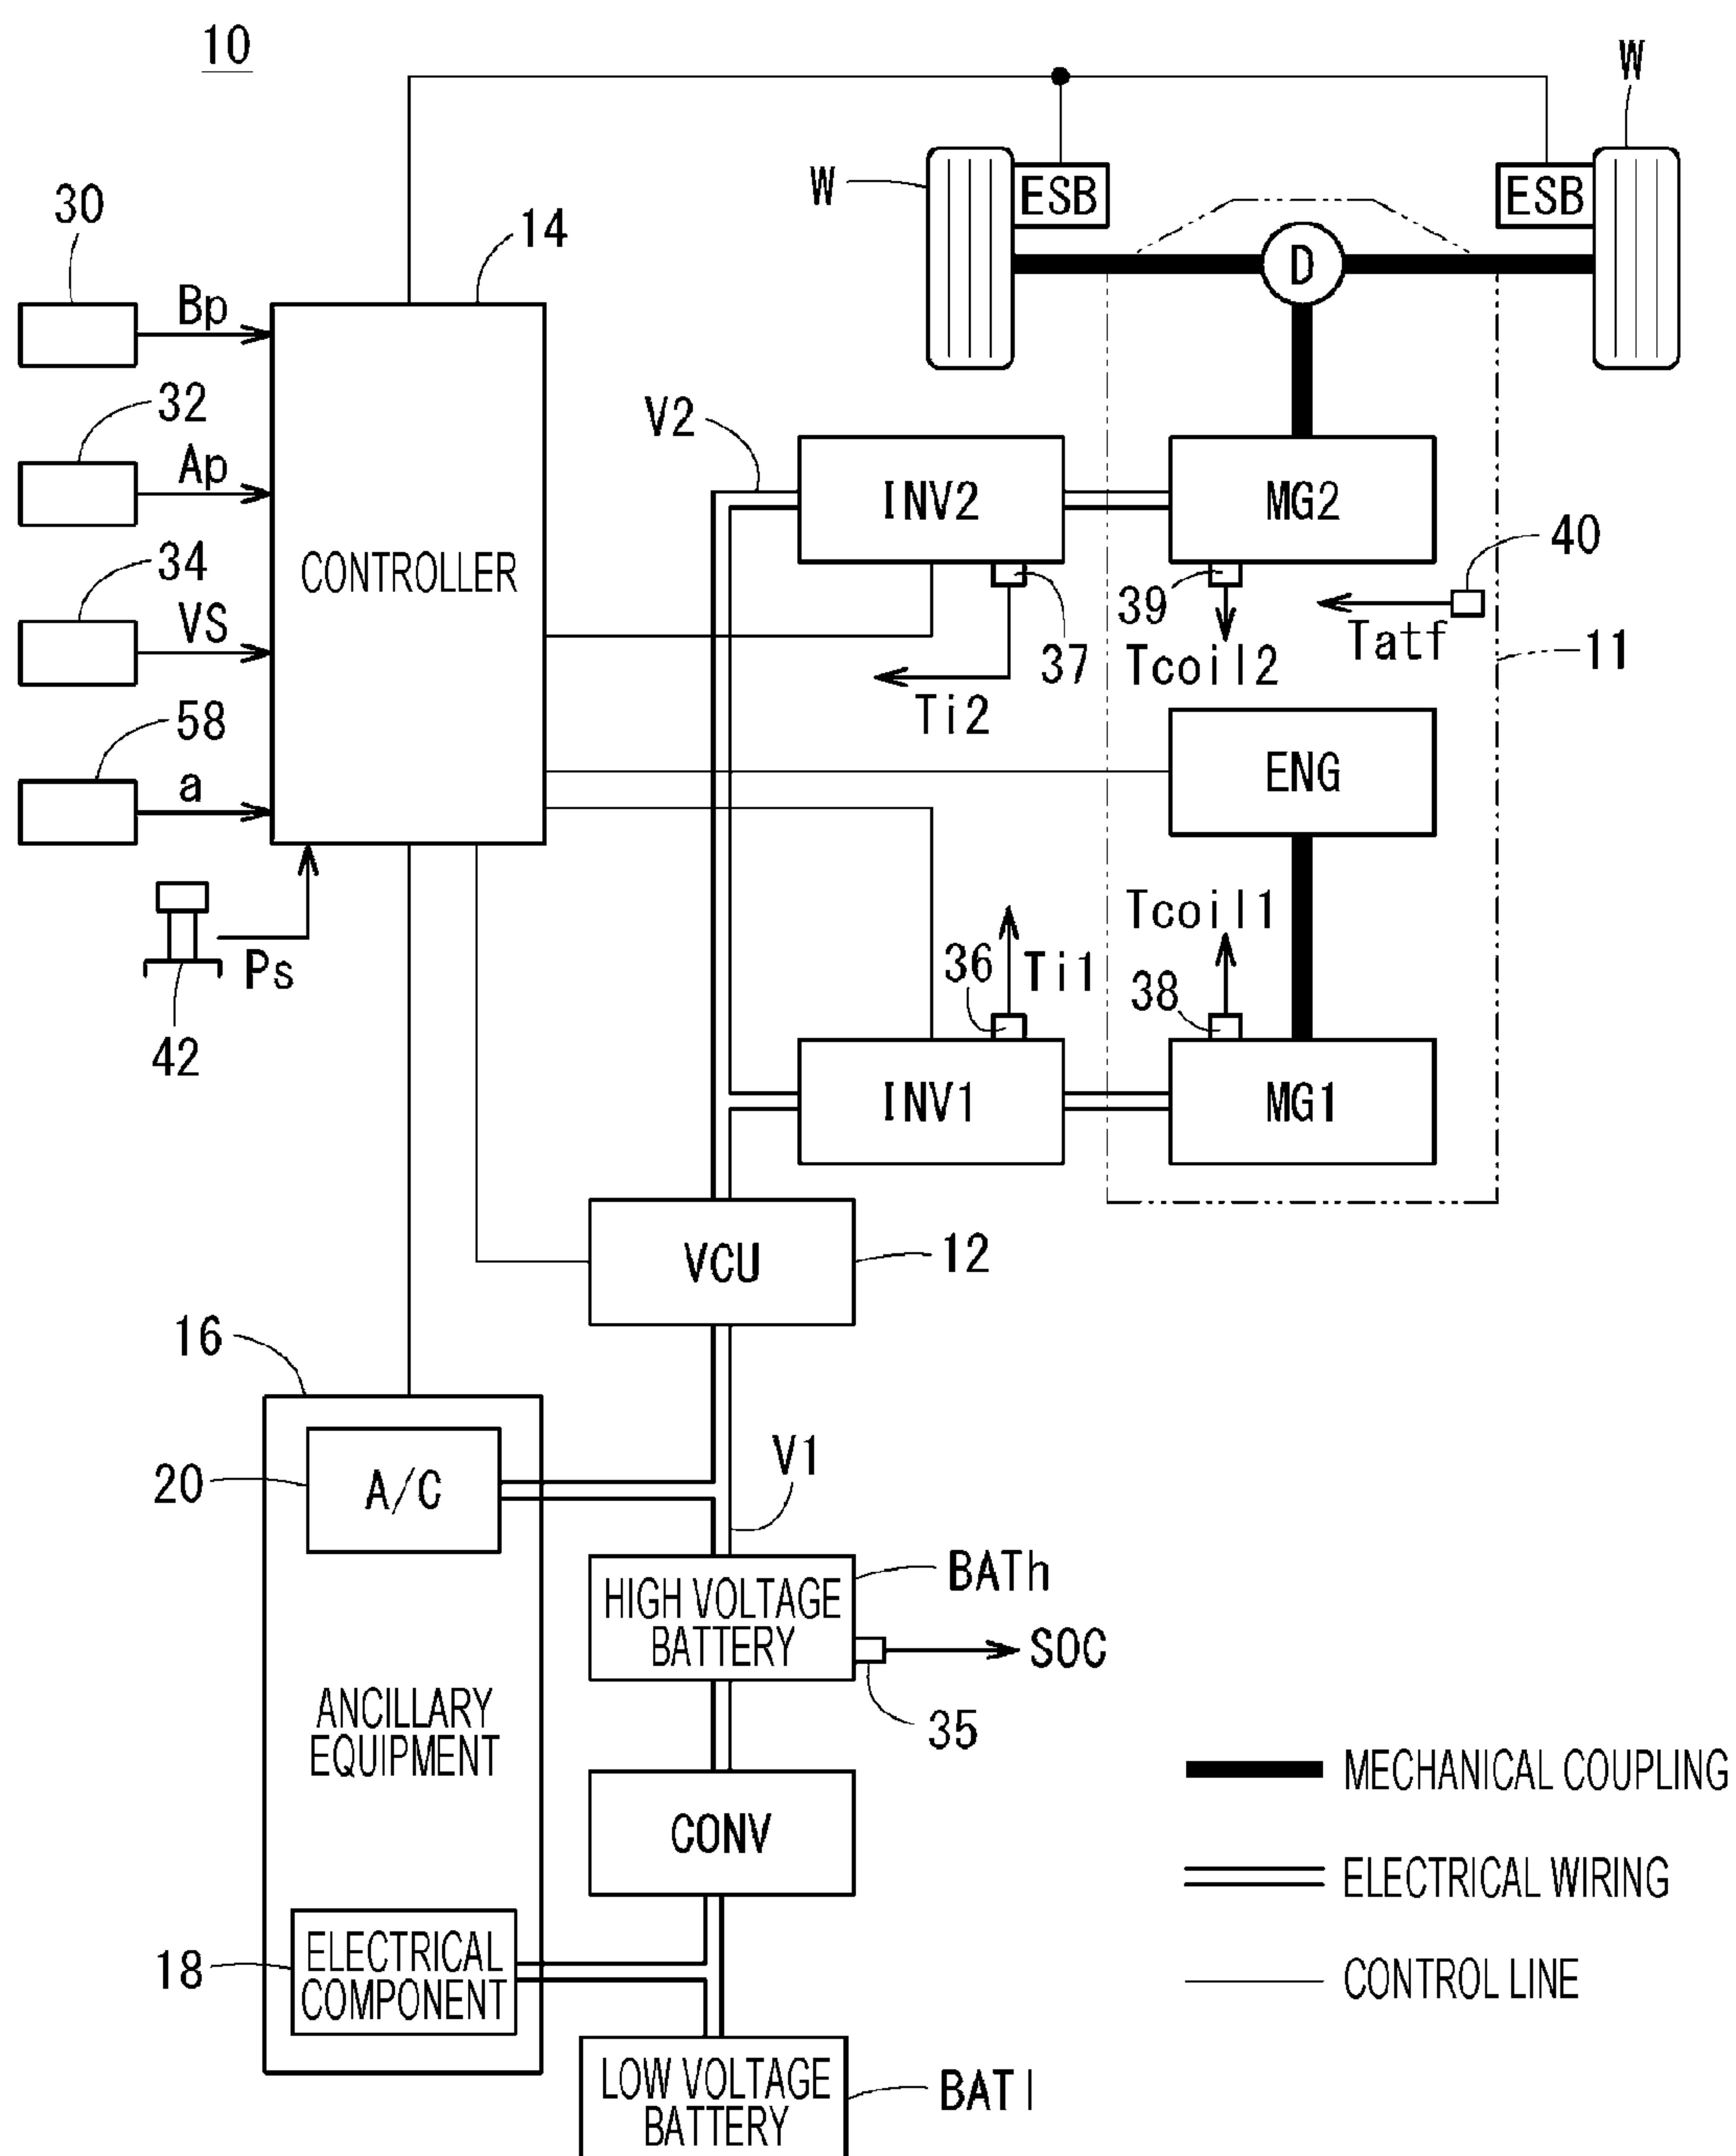 10
W
W
ESB
ESB
30
14
D
Bp
32
V2
Ap
INV2
MG2
40
34
CONTROLLER
39
VS
37
Tcoil2
Tatf
11
58
Ti2
a
ENG
Tcoil1
Ps
36
Ti1
38
42
INV1
MG1
VCU
12
16
V1
20
A/C
BATh
HIGH VOLTAGE
BATTERY
SOC
ANCILLARY
EQUIPMENT
35
MECHANICAL COUPLING
CONV
ELECTRICAL WIRING
18
ELECTRICAL
COMPONENT
CONTROL LINE
LOW VOLTAGE
BATTERY
BATl